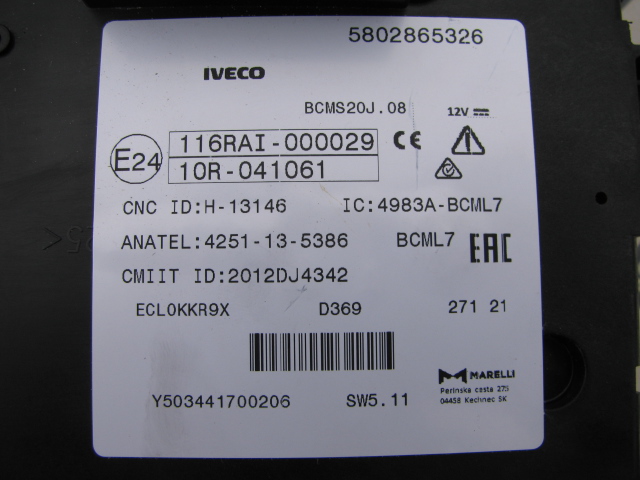 5802865326
IVECO
BCMS20J.08 12V
E24 116RAI-000029 CE
10R-041061
CNC ID:H-13146 IC:4983A-BCML7
ANATEL:4251-13-5386 BCML7 EAC
CMIIT ID:2012DJ4342
ECL0KKR9X D369 271 21
MARELLI
Perinska cesta 275
04458 Kechnec SK
Y503441700206 SW5.11